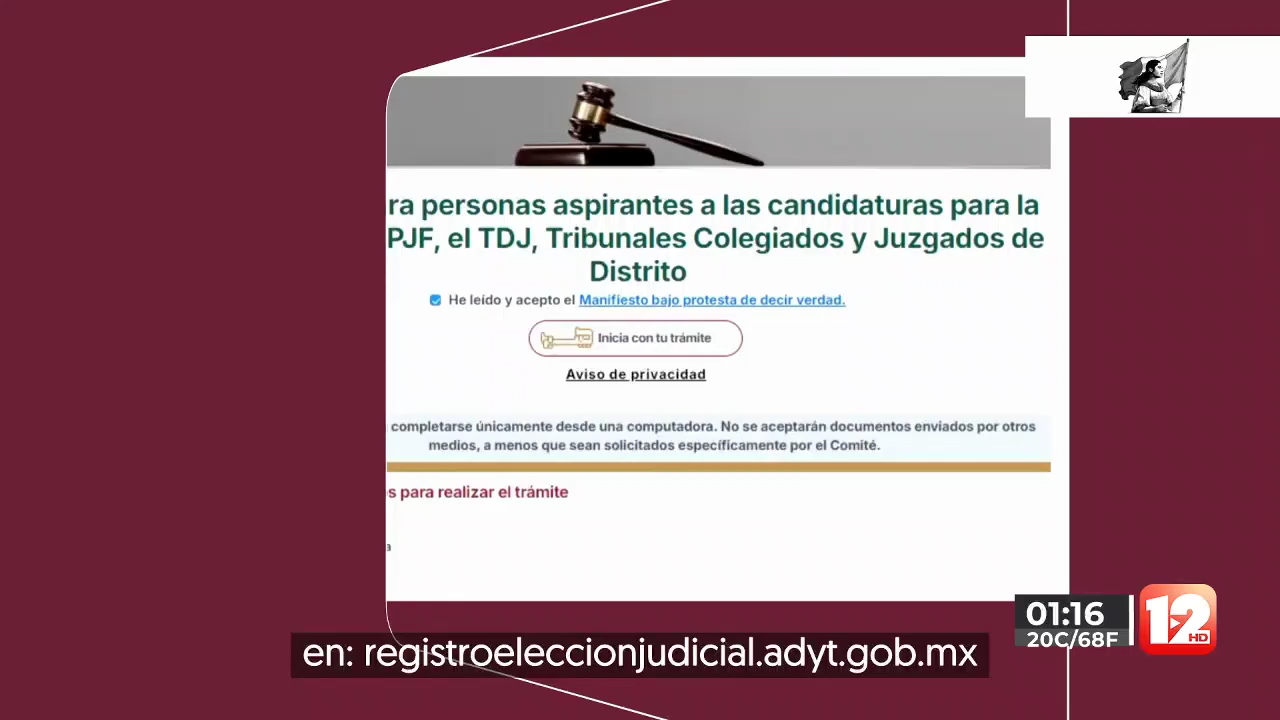 ra personas aspirantes a las candidaturas para la
PJF, el TDJ, Tribunales Colegiados y Juzgados de
Distrito
He leído y acepto el Manifiesto bajo protesta de decir verdad.
Inicia con tu trámite
Aviso de privacidad
completarse únicamente desde una computadora. No se aceptarán documentos enviados por otros
medios, a menos que sean solicitados específicamente por el Comité.
s para realizar el trámite
a
01:16
20C/68F
12
HD
en: registroeleccionjudicial.adyt.gob.mx